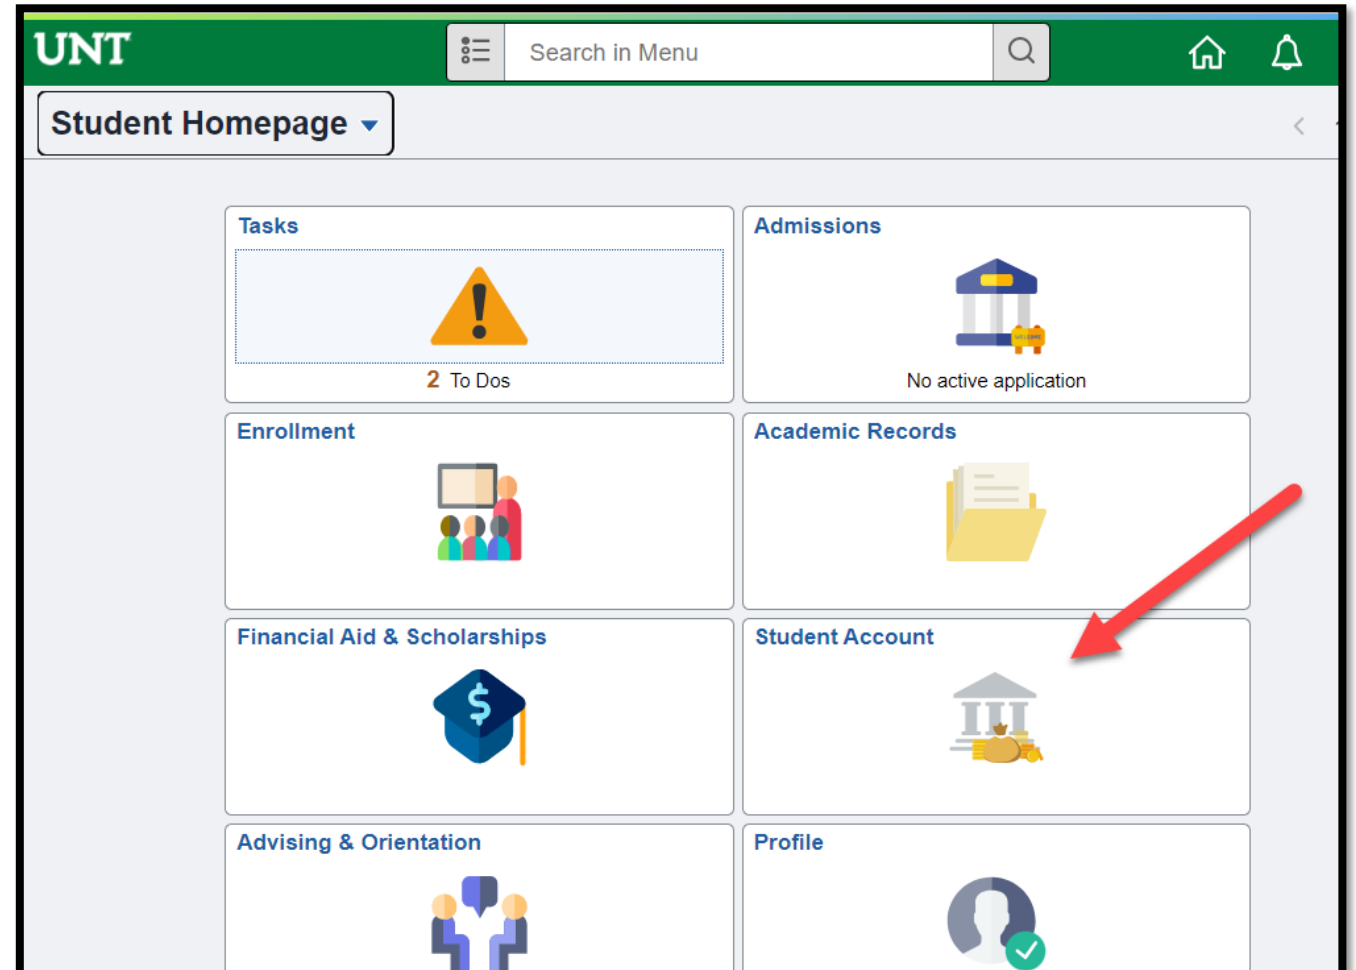 UNT
Search in Menu
Student Homepage
Tasks
2 To Dos
Admissions
WELCOME
No active application
Enrollment
Academic Records
Financial Aid & Scholarships
$
Student Account
Advising & Orientation
Profile